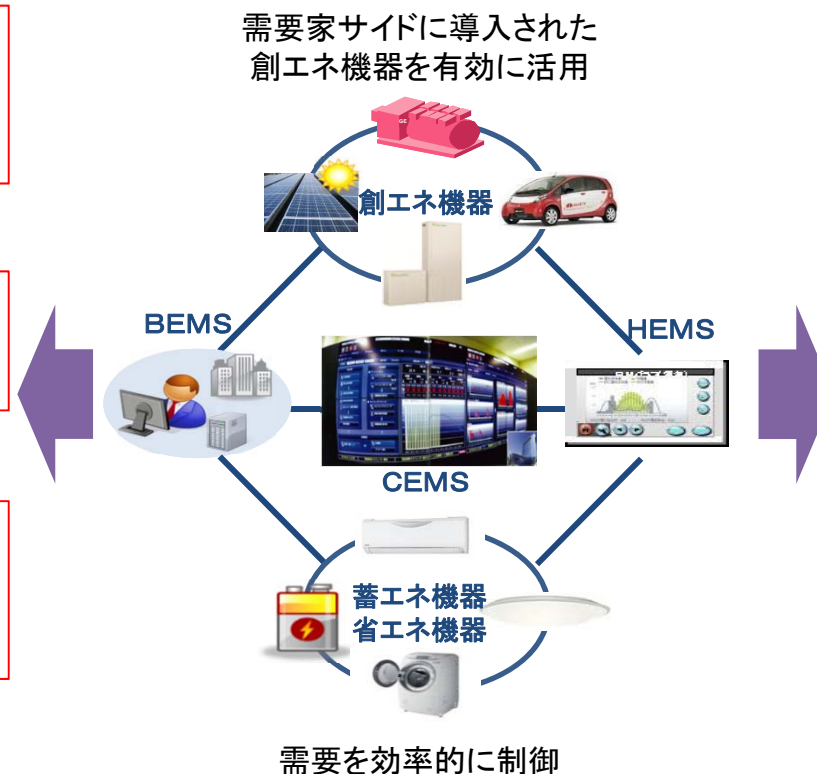 需要家サイドに導入された
創エネ機器を有効に活用
GE
創エネ機器
BEMS
HEMS
CEMS
蓄エネ機器
省エネ機器
需要を効率的に制御